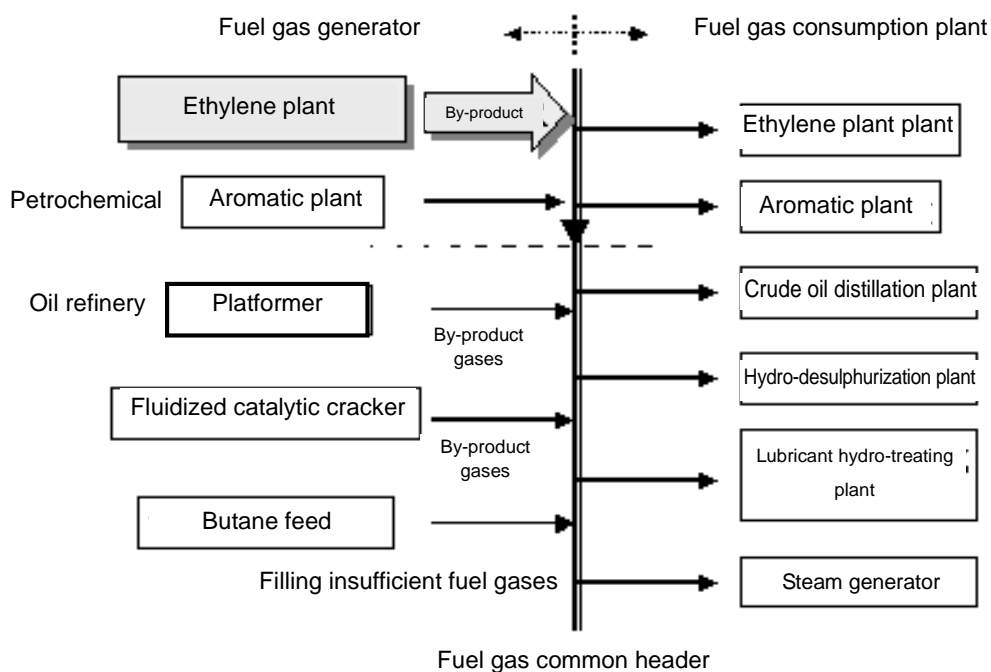 Fuel gas generator
Fuel gas consumption plant
Ethylene plant
By-product
Ethylene plant plant
Petrochemical
Aromatic plant
Aromatic plant
Oil refinery
Platformer
Crude oil distillation plant
By-product
gases
Hydro-desulphurization plant
Fluidized catalytic cracker
By-product
gases
Lubricant hydro-treating
plant
Butane feed
Filling insufficient fuel gases
Steam generator
Fuel gas common header